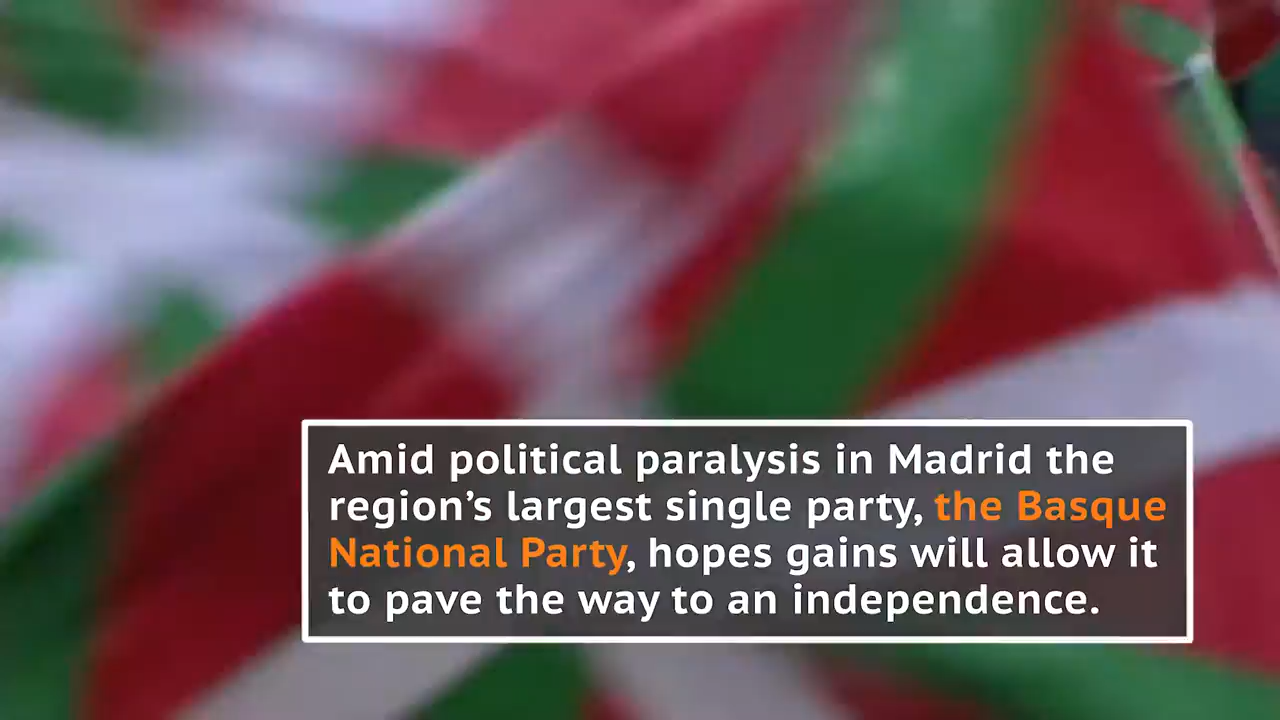 Amid political paralysis in Madrid the
region’s largest single party, the Basque
National Party, hopes gains will allow it
to pave the way to an independence.